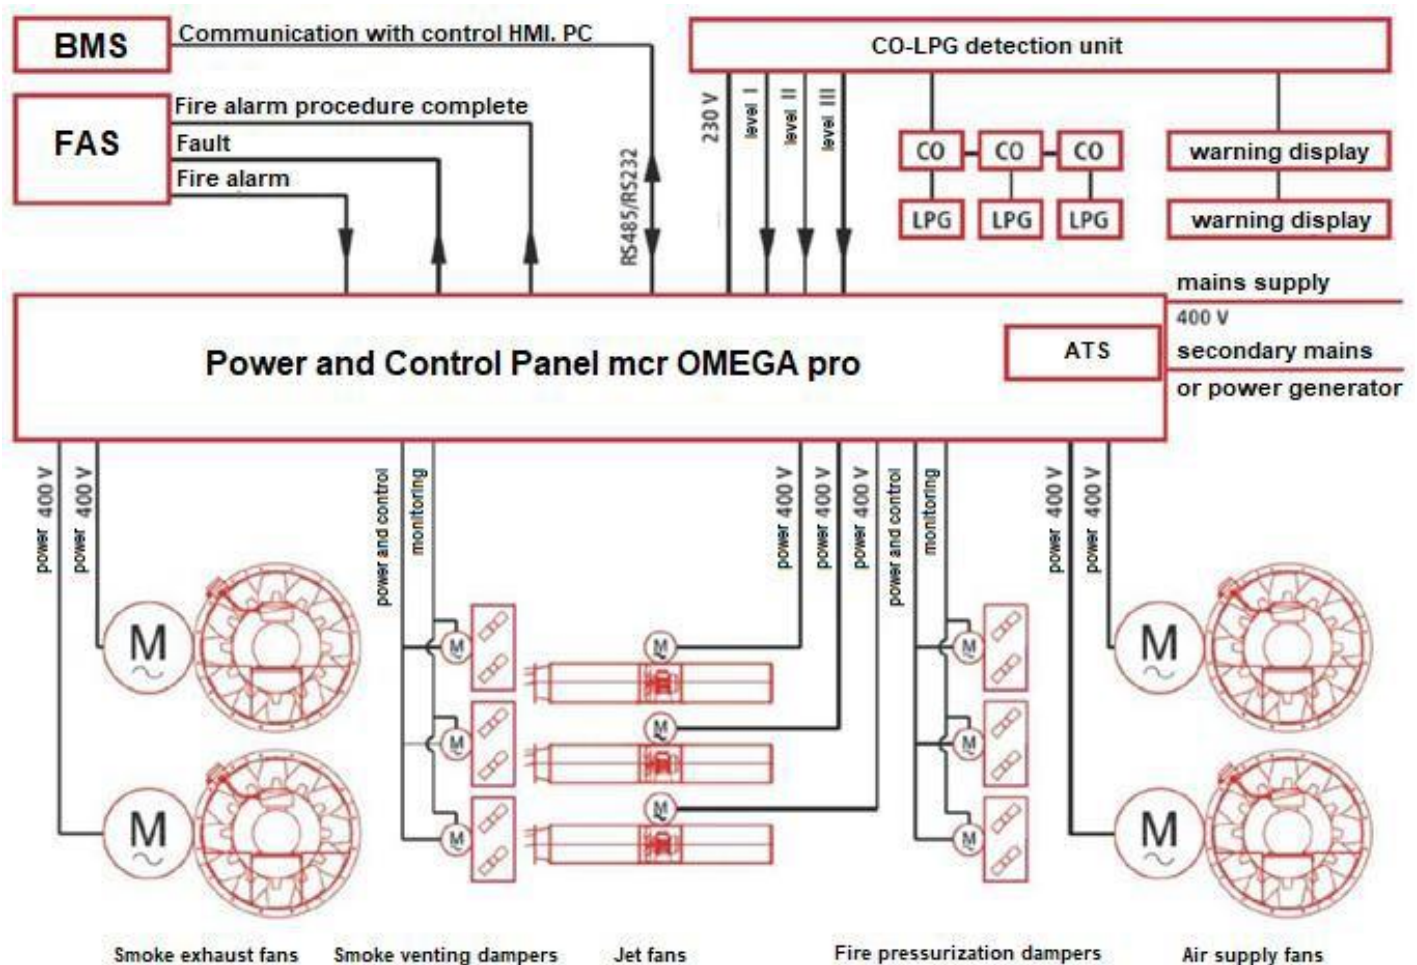 BMS
Communication with control HMI. PC
FAS
Fire alarm procedure complete
Fault
Fire alarm
RS485/RS232
CO-LPG detection unit
230 V
level I
level II
level III
CO
CO
CO
LPG
LPG
LPG
warning display
warning display
Power and Control Panel mcr OMEGA pro
ATS
mains supply
400 V
secondary mains
or power generator
power 400 V
power 400 V
power and control
monitoring
power 400 V
power 400 V
power 400 V
power and control
monitoring
power 400 V
power 400 V
M
M
M
M
M
M
M
M
M
M
M
M
M
Smoke exhaust fans
Smoke venting dampers
Jet fans
Fire pressurization dampers
Air supply fans